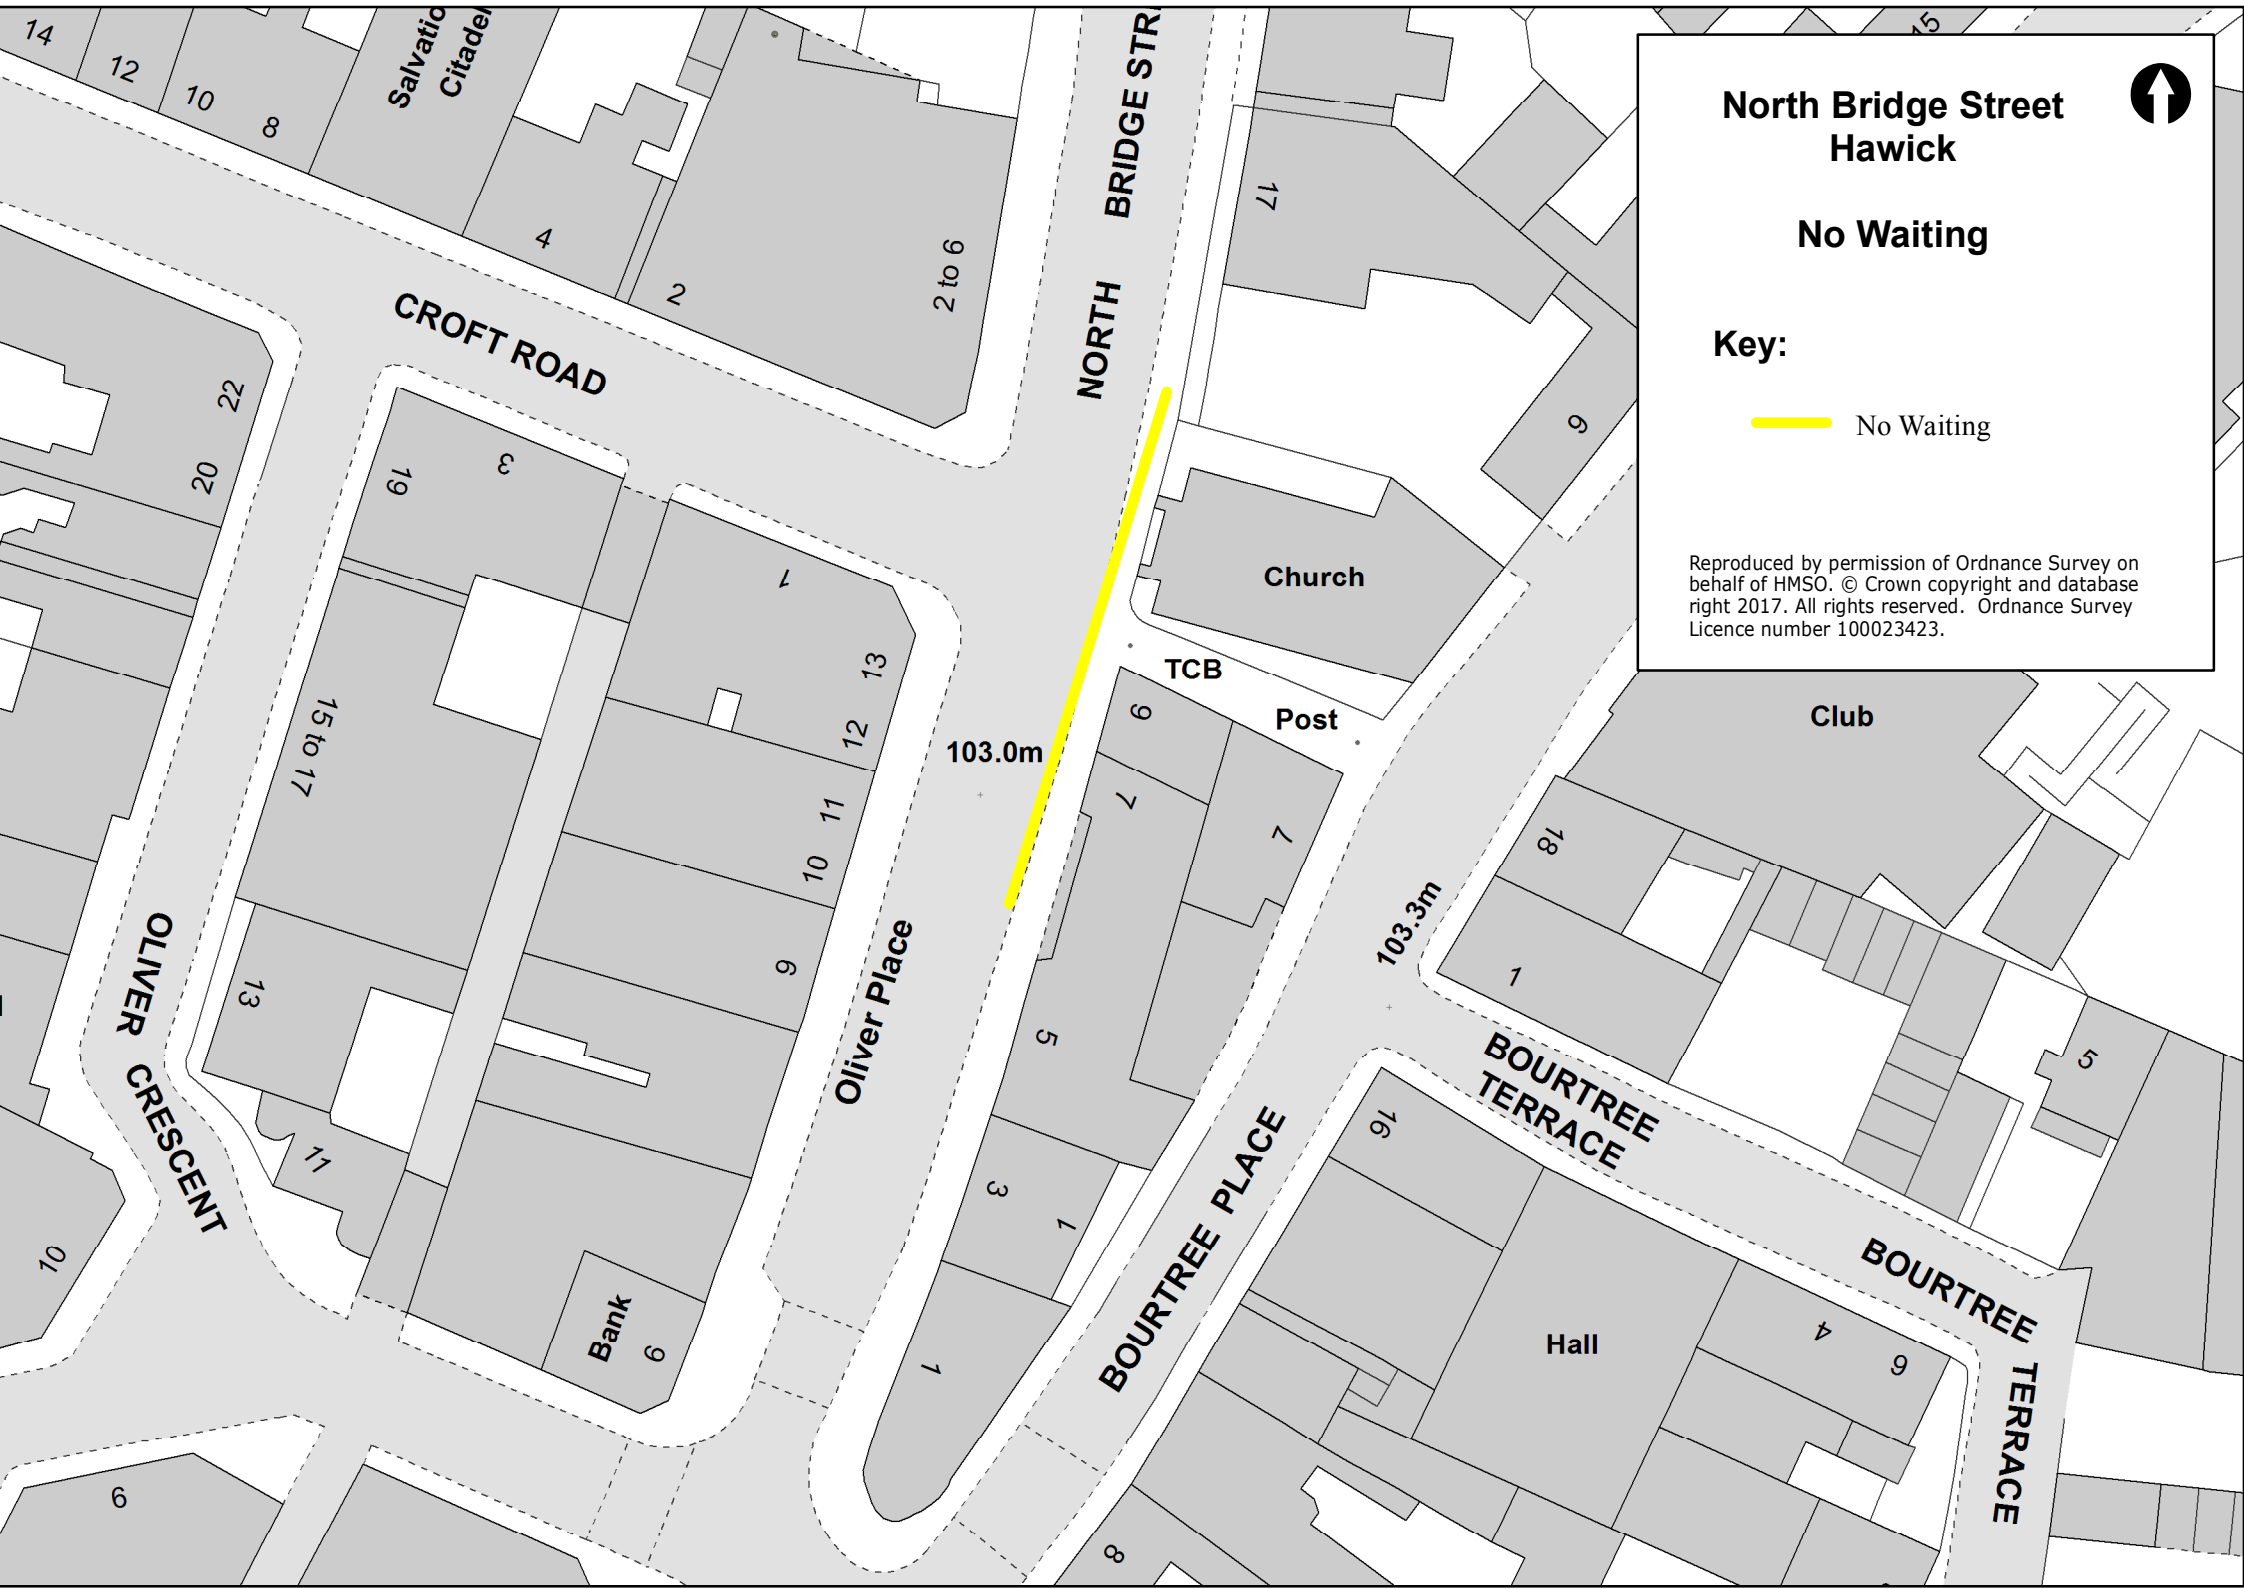 North Bridge Street
Hawick
No Waiting
Key:
No Waiting
Reproduced by permission of Ordnance Survey on
behalf of HMSO. © Crown copyright and database
right 2017. All rights reserved. Ordnance Survey
Licence number 100023423.
14
12
10
8
Salvatio
Citadel
4
2
2 to 6
NORTH BRIDGE STR
17
15
CROFT ROAD
22
20
19
3
1
9
Church
TCB
Post
Club
13
12
11
10
9
103.0m
9
7
7
15 to 17
18
1
103.3m
OLIVER CRESCENT
13
11
10
Oliver Place
5
3
1
1
BOURTREE PLACE
BOURTREE
TERRACE
5
16
BOURTREE TERRACE
Hall
4
6
Bank
9
6
8